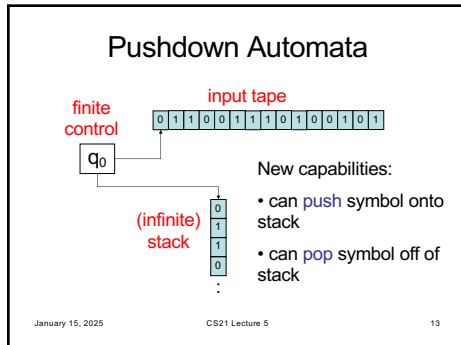 Pushdown Automata
input tape
finite
control
0 1 1 0 0 1 1 1 0 1 0 0 1 0 1
q0
New capabilities:
• can push symbol onto
stack
• can pop symbol off of
stack
(infinite)
stack
0
1
1
0
:
January 15, 2025 CS21 Lecture 5 13